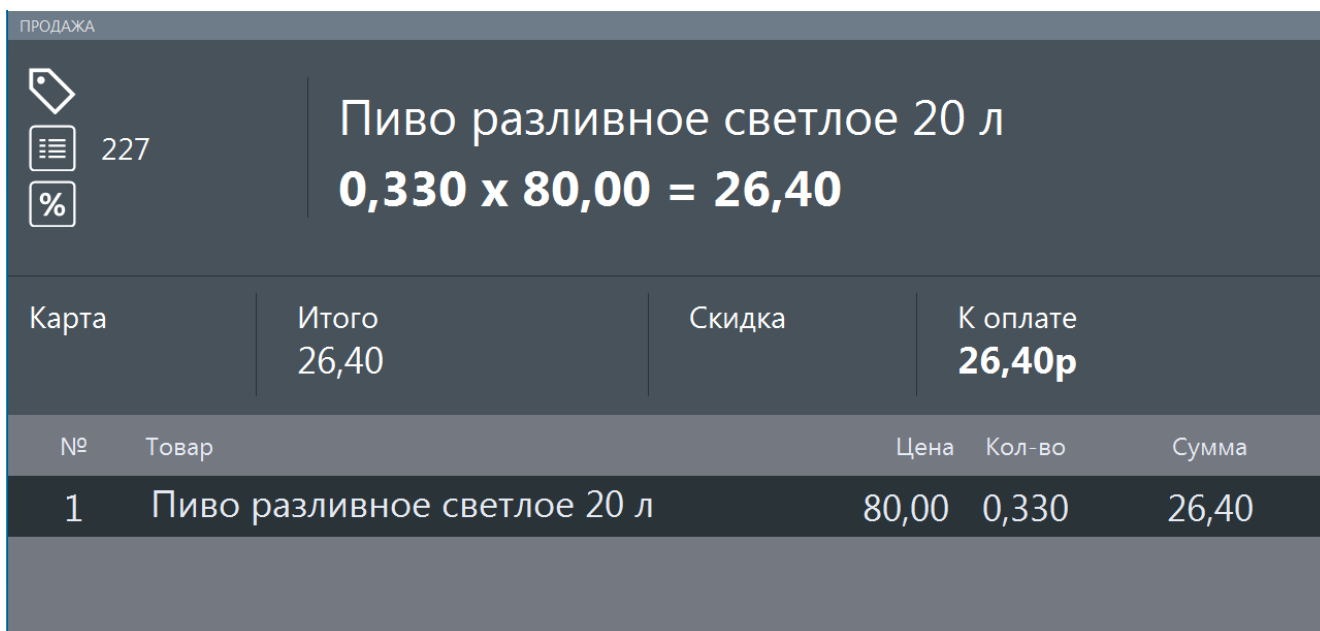 ПРОДАЖА
227
%
Пиво разливное светлое 20 л
0,330 x 80,00 = 26,40
Карта Итого Скидка К оплате
26,40 26,40р
№ Товар Цена Кол-во Сумма
1 Пиво разливное светлое 20 л 80,00 0,330 26,40